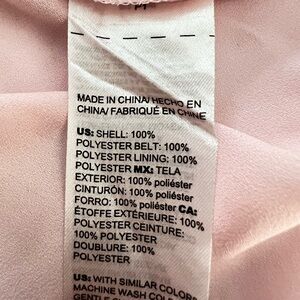 MADE IN CHINA/ HECHO EN
CHINA/ FABRIQUÉ EN CHINE
US: SHELL: 100%
POLYESTER BELT: 100%
POLYESTER LINING: 100%
POLYESTER MX: TELA
EXTERIOR: 100% poliéster
CINTURÓN: 100% poliéster
FORRO: 100% poliéster CA:
ÉTOFFE EXTÉRIEURE: 100%
POLYESTER CEINTURE:
100% POLYESTER
DOUBLURE: 100%
POLYESTER
US: WITH SIMILAR COLORS
MACHINE WASH COLD